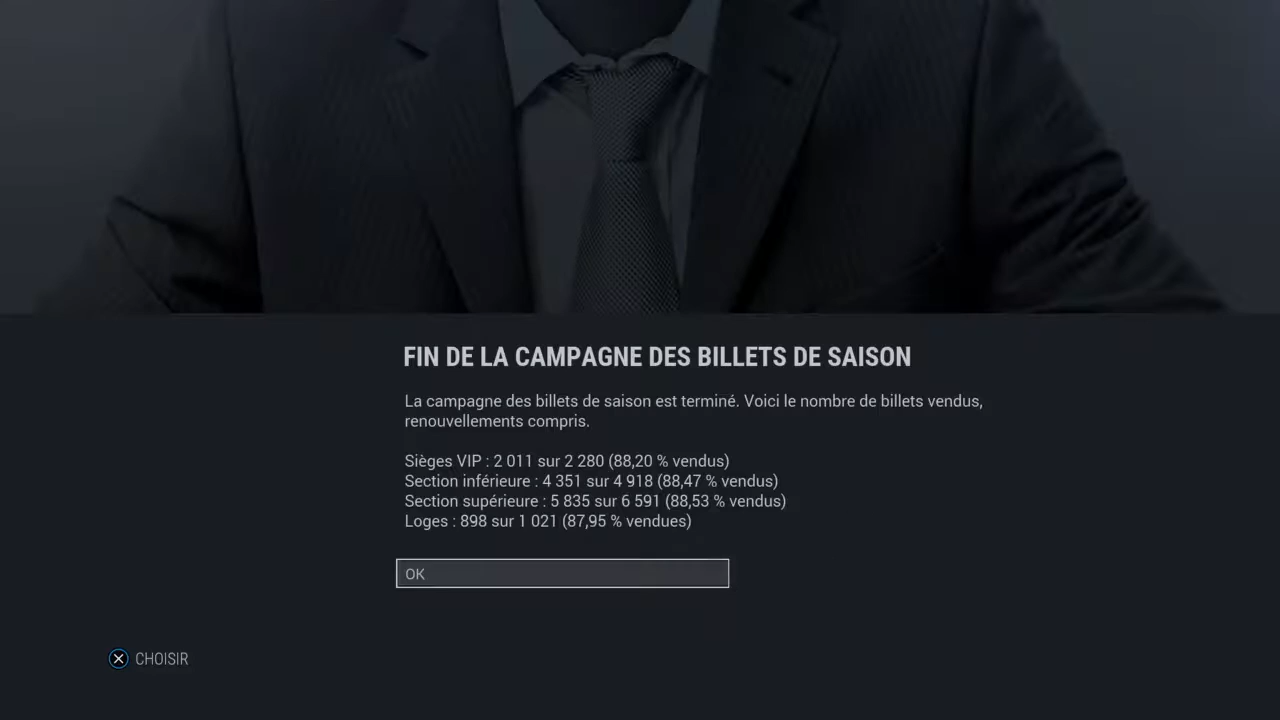 FIN DE LA CAMPAGNE DES BILLETS DE SAISON
La campagne des billets de saison est terminé. Voici le nombre de billets vendus,
renouvellements compris.
Sièges VIP : 2 011 sur 2 280 (88,20 % vendus)
Section inférieure : 4 351 sur 4 918 (88,47 % vendus)
Section supérieure : 5 835 sur 6 591 (88,53 % vendus)
Loges : 898 sur 1 021 (87,95 % vendues)
OK
CHOISIR